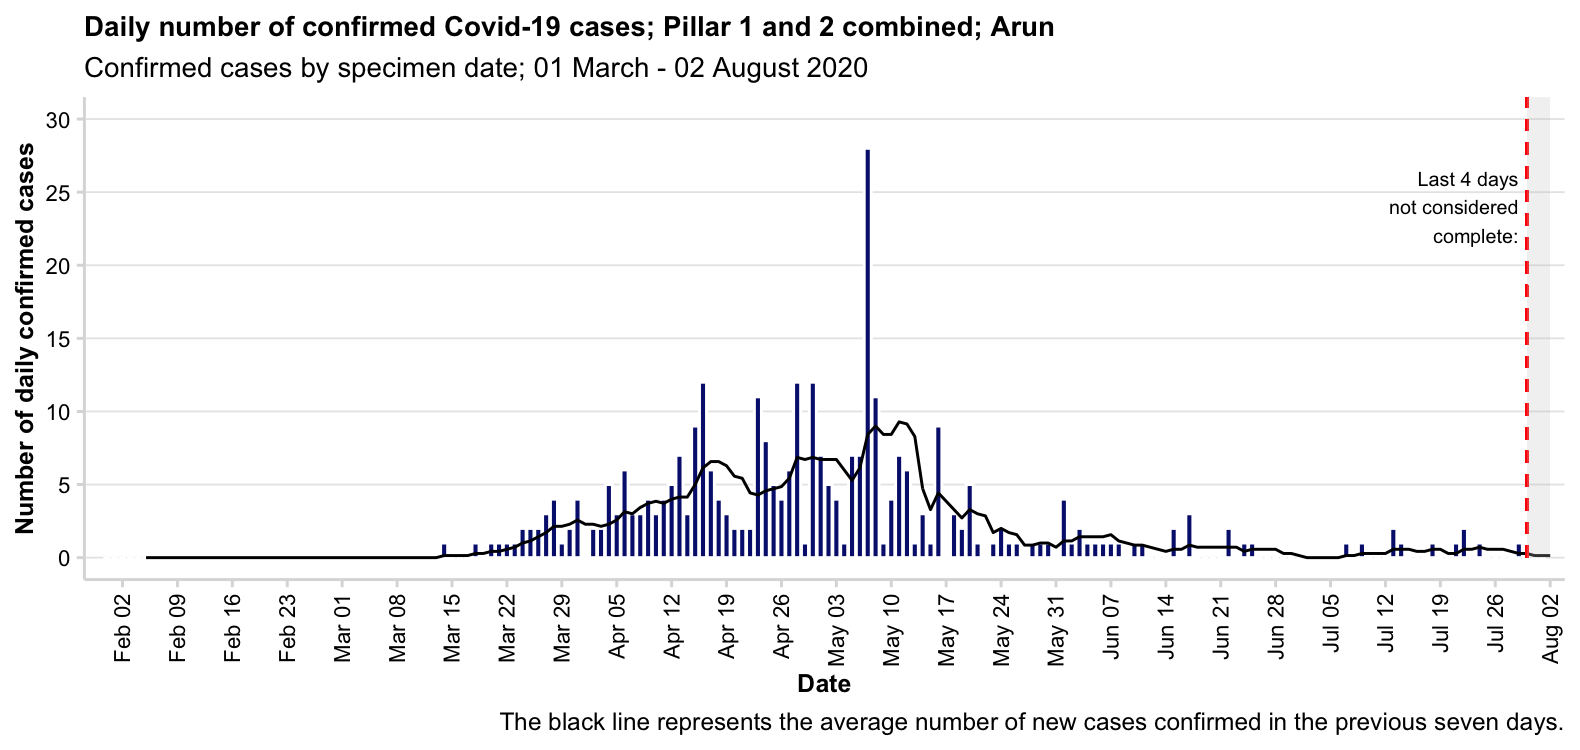 Daily number of confirmed Covid-19 cases; Pillar 1 and 2 combined; Arun
Confirmed cases by specimen date; 01 March - 02 August 2020
Number of daily confirmed cases
30
25
20
15
10
5
0
Last 4 days
not considered
complete:
Feb 02
Feb 09
Feb 16
Feb 23
Mar 01
Mar 08
Mar 15
Mar 22
Mar 29
Apr 05
Apr 12
Apr 19
Apr 26
May 03
May 10
May 17
May 24
May 31
Jun 07
Jun 14
Jun 21
Jun 28
Jul 05
Jul 12
Jul 19
Jul 26
Aug 02
Date
The black line represents the average number of new cases confirmed in the previous seven days.